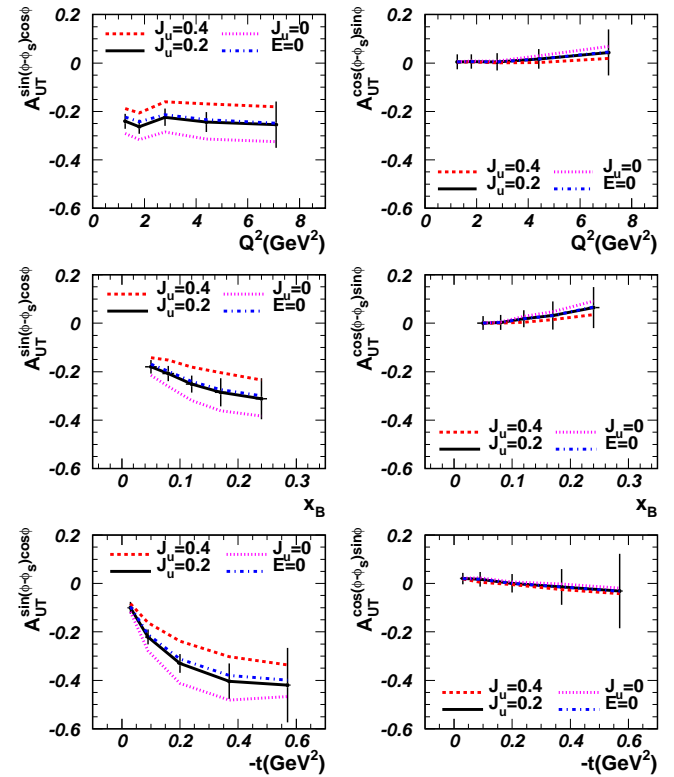 A_UT^sin(ϕ-ϕ_s)cosϕ
0.2
0
-0.2
-0.4
-0.6
J_u=0.4
J_u=0.2
J_u=0
E=0
0 2 4 6 8
Q^2(GeV^2)
A_UT^cos(ϕ-ϕ_s)sinϕ
0.2
0
-0.2
-0.4
-0.6
J_u=0.4
J_u=0.2
J_u=0
E=0
0 2 4 6 8
Q^2(GeV^2)
A_UT^sin(ϕ-ϕ_s)cosϕ
0.2
0
-0.2
-0.4
-0.6
J_u=0.4
J_u=0.2
J_u=0
E=0
0 0.1 0.2 0.3
x_B
A_UT^cos(ϕ-ϕ_s)sinϕ
0.2
0
-0.2
-0.4
-0.6
J_u=0.4
J_u=0.2
J_u=0
E=0
0 0.1 0.2 0.3
x_B
A_UT^sin(ϕ-ϕ_s)cosϕ
0.2
0
-0.2
-0.4
-0.6
J_u=0.4
J_u=0.2
J_u=0
E=0
0 0.2 0.4 0.6
-t(GeV^2)
A_UT^cos(ϕ-ϕ_s)sinϕ
0.2
0
-0.2
-0.4
-0.6
J_u=0.4
J_u=0.2
J_u=0
E=0
0 0.2 0.4 0.6
-t(GeV^2)